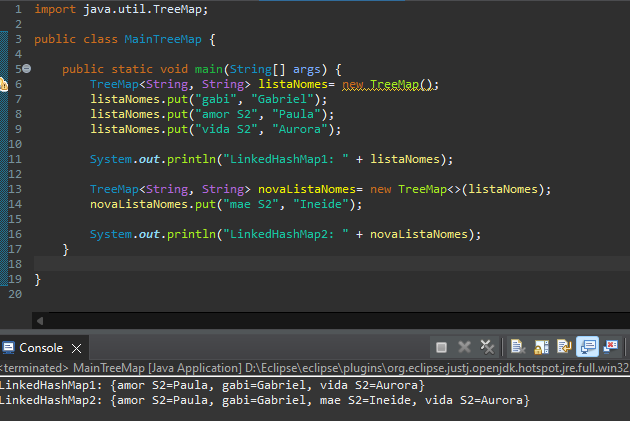 1 import java.util.TreeMap;
2
3 public class MainTreeMap {
4
5 public static void main(String[] args) {
6 TreeMap<String, String> listaNomes= new TreeMap();
7 listaNomes.put("gabi", "Gabriel");
8 listaNomes.put("amor S2", "Paula");
9 listaNomes.put("vida S2", "Aurora");
10
11 System.out.println("LinkedHashMap1: " + listaNomes);
12
13 TreeMap<String, String> novaListaNomes= new TreeMap<>(listaNomes);
14 novaListaNomes.put("mae S2", "Ineide");
15
16 System.out.println("LinkedHashMap2: " + novaListaNomes);
17 }
18
19 }
20
Console
<terminated> MainTreeMap [Java Application] D:\Eclipse\eclipse\plugins\org.eclipse.justj.openjdk.hotspot.jre.full.win32
LinkedHashMap1: {amor S2=Paula, gabi=Gabriel, vida S2=Aurora}
LinkedHashMap2: {amor S2=Paula, gabi=Gabriel, mae S2=Ineide, vida S2=Aurora}